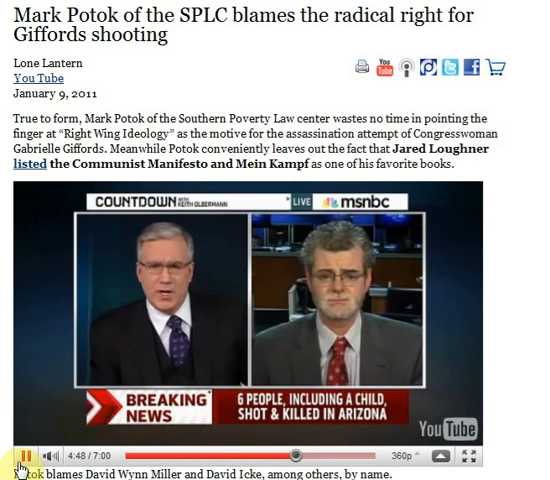 Mark Potok of the SPLC blames the radical right for
Giffords shooting
Lone Lantern
You Tube
January 9, 2011
You
Tube
True to form, Mark Potok of the Southern Poverty Law center wastes no time in pointing the
finger at “Right Wing Ideology” as the motive for the assassination attempt of Congresswoman
Gabrielle Giffords. Meanwhile Potok conveniently leaves out the fact that Jared Loughner
listed the Communist Manifesto and Mein Kampf as one of his favorite books.
COUNTDOWN WITH KEITH OLBERMANN LIVE msnbc
BREAKING NEWS
6 PEOPLE, INCLUDING A CHILD,
SHOT & KILLED IN ARIZONA
YouTube
4:48 / 7:00 360p
blames David Wynn Miller and David Icke, among others, by name.